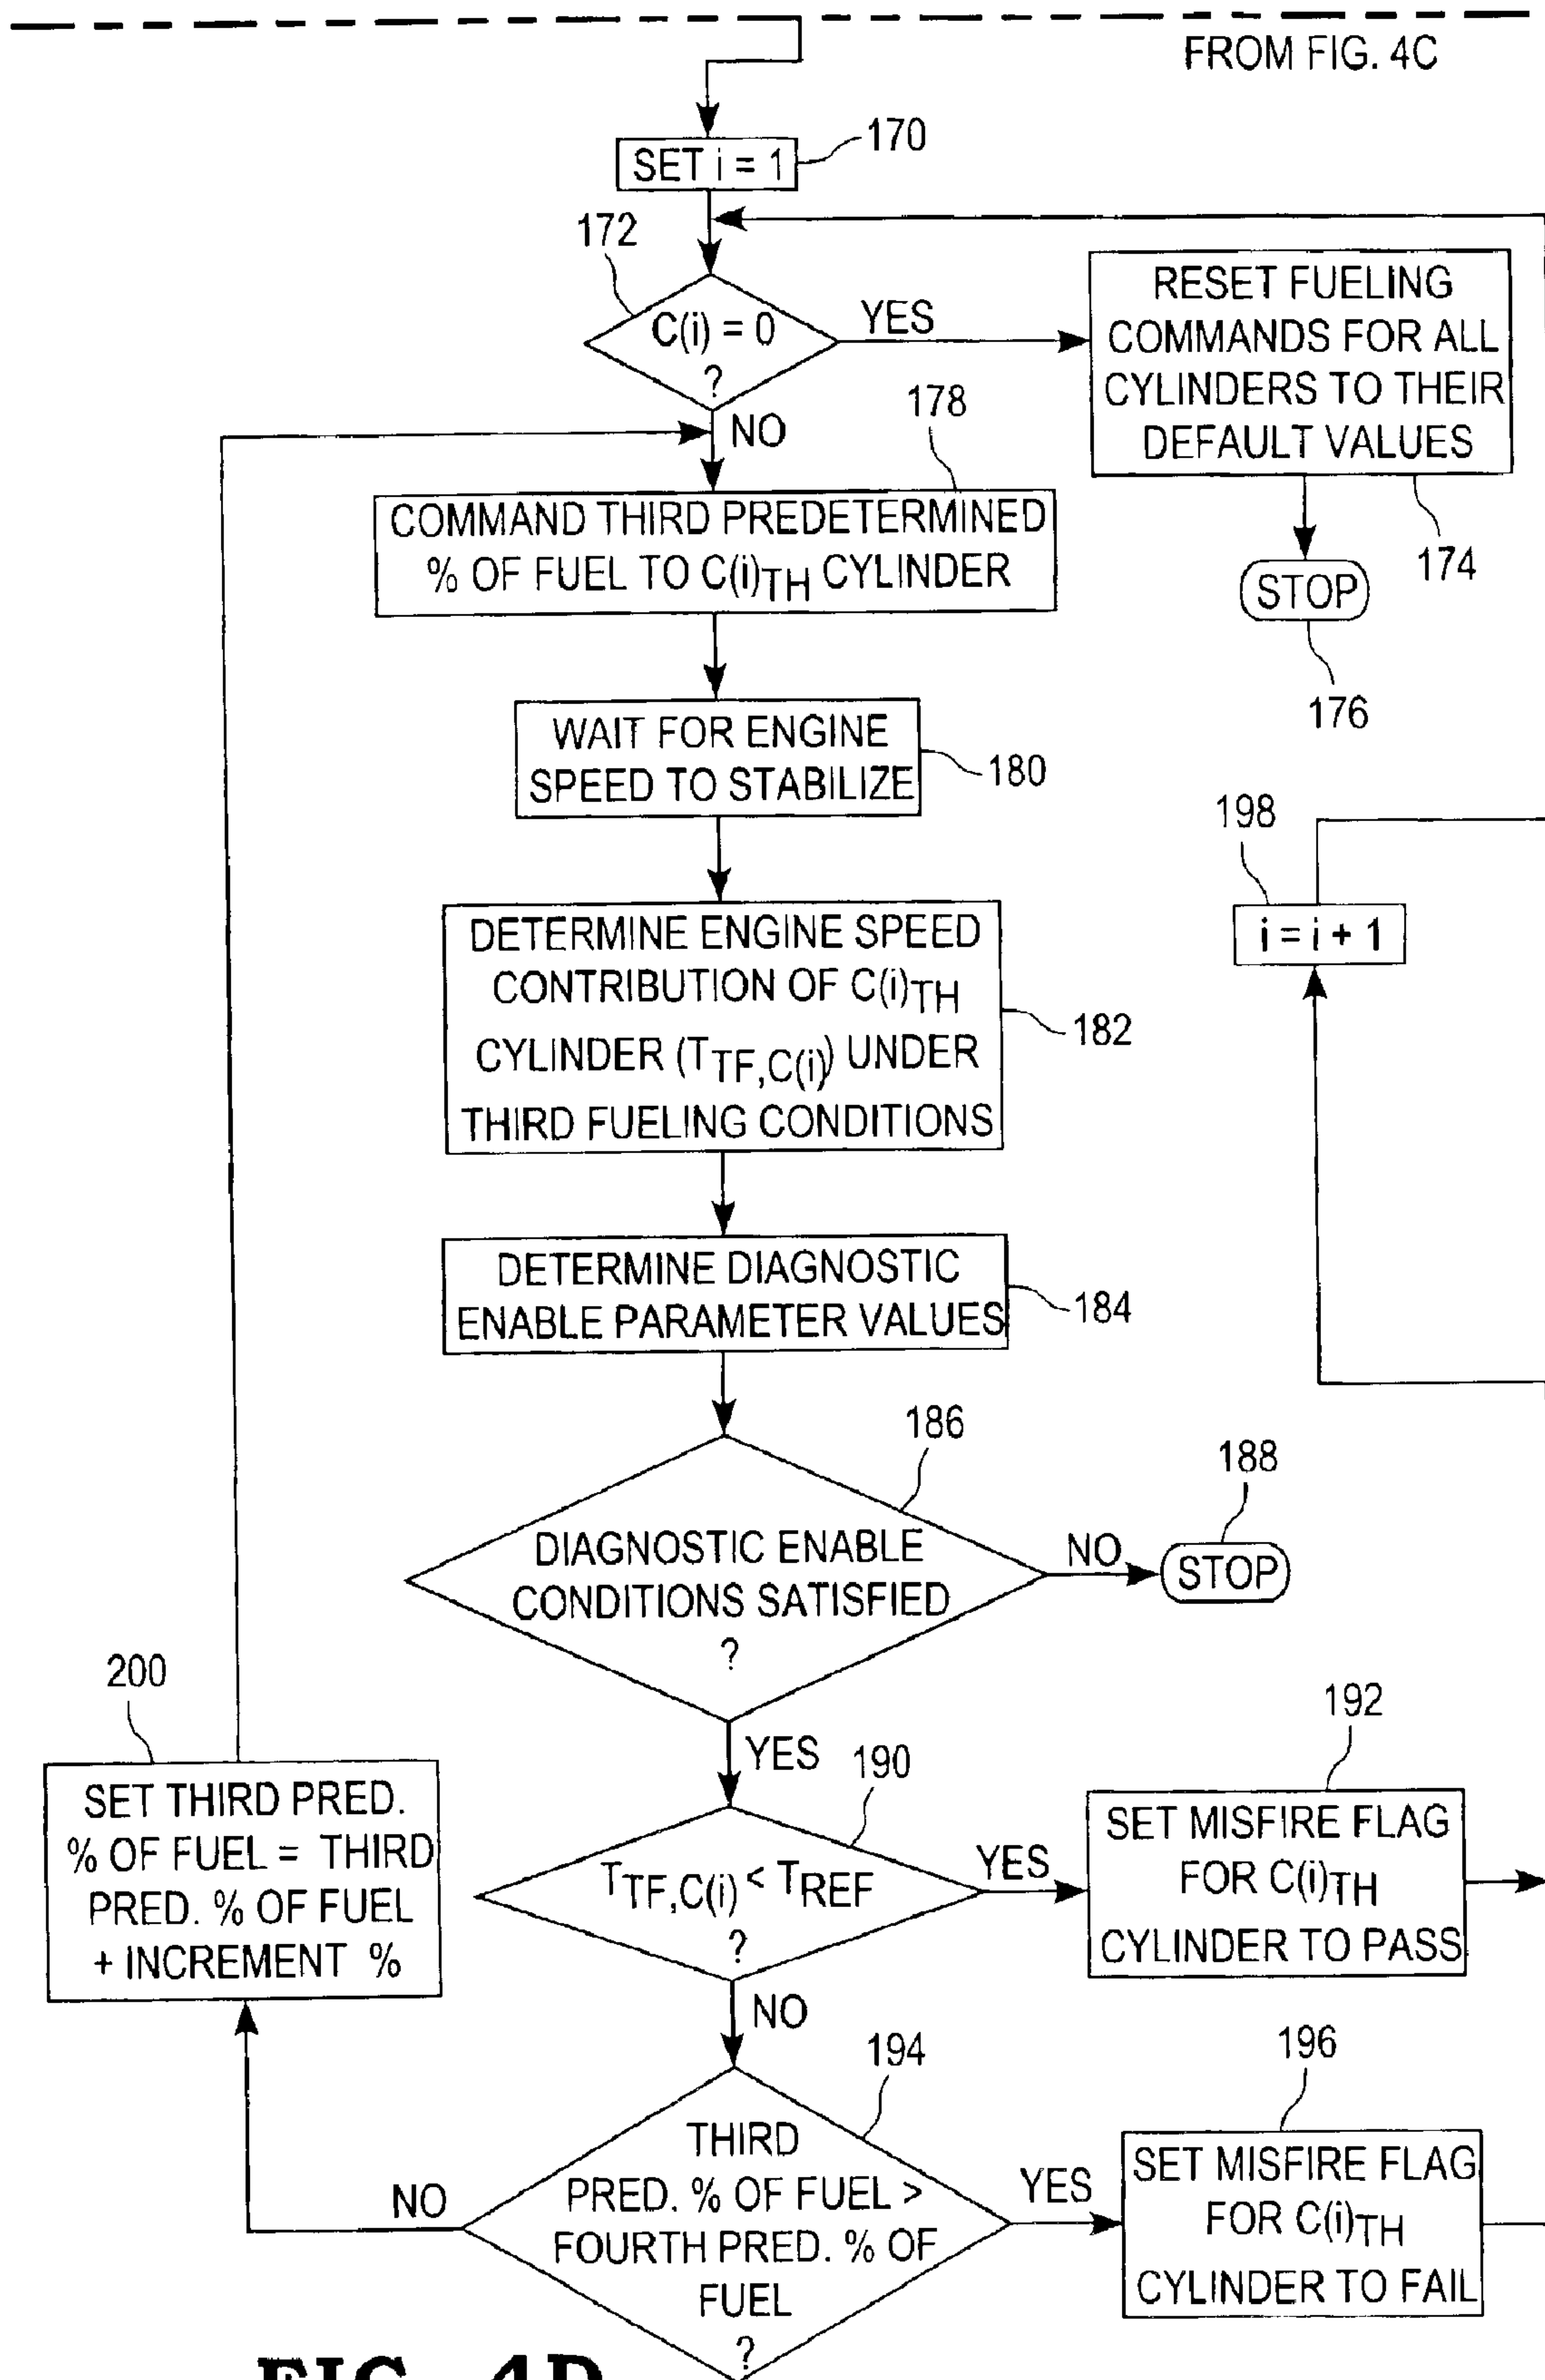 FROM FIG. 4C
SET i = 1
170
172
C(i) = 0
?
YES
NO
RESET FUELING
COMMANDS FOR ALL
CYLINDERS TO THEIR
DEFAULT VALUES
174
STOP
176
178
COMMAND THIRD PREDETERMINED
% OF FUEL TO C(i)TH CYLINDER
WAIT FOR ENGINE
SPEED TO STABILIZE
180
198
i = i + 1
DETERMINE ENGINE SPEED
CONTRIBUTION OF C(i)TH
CYLINDER (TTF,C(i)) UNDER
THIRD FUELING CONDITIONS
182
DETERMINE DIAGNOSTIC
ENABLE PARAMETER VALUES
184
186
DIAGNOSTIC ENABLE
CONDITIONS SATISFIED
?
NO
188
STOP
YES
200
SET THIRD PRED.
% OF FUEL = THIRD
PRED. % OF FUEL
+ INCREMENT %
190
TTF,C(i) < TREF
?
YES
192
SET MISFIRE FLAG
FOR C(i)TH
CYLINDER TO PASS
NO
194
THIRD
PRED. % OF FUEL >
FOURTH PRED. % OF
FUEL
?
NO
YES
196
SET MISFIRE FLAG
FOR C(i)TH
CYLINDER TO FAIL
FIG. 4D